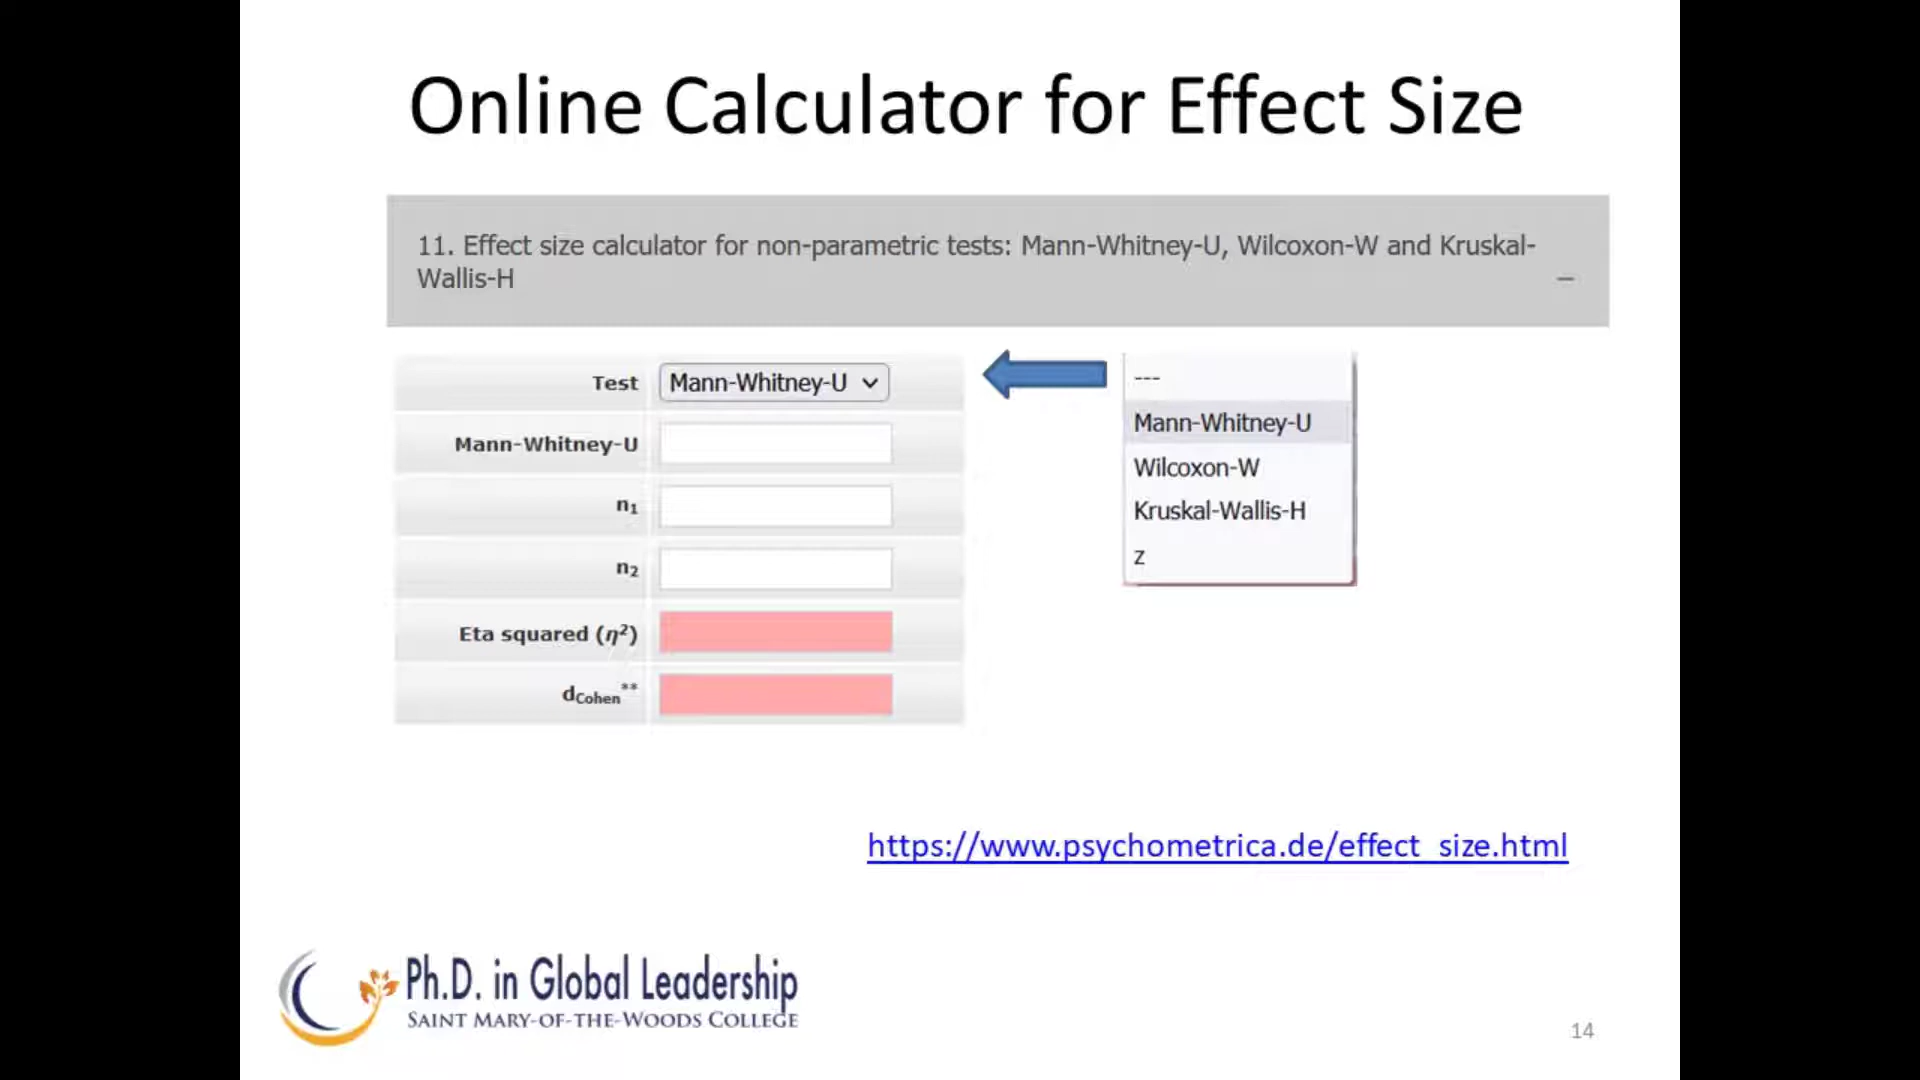 Online Calculator for Effect Size
11. Effect size calculator for non-parametric tests: Mann-Whitney-U, Wilcoxon-W and Kruskal-
Wallis-H
–
Test Mann-Whitney-U
Mann-Whitney-U
n₁
n₂
Eta squared (η²)
dCohen**
---
Mann-Whitney-U
Wilcoxon-W
Kruskal-Wallis-H
z
https://www.psychometrica.de/effect_size.html
Ph.D. in Global Leadership
SAINT MARY-OF-THE-WOODS COLLEGE
14